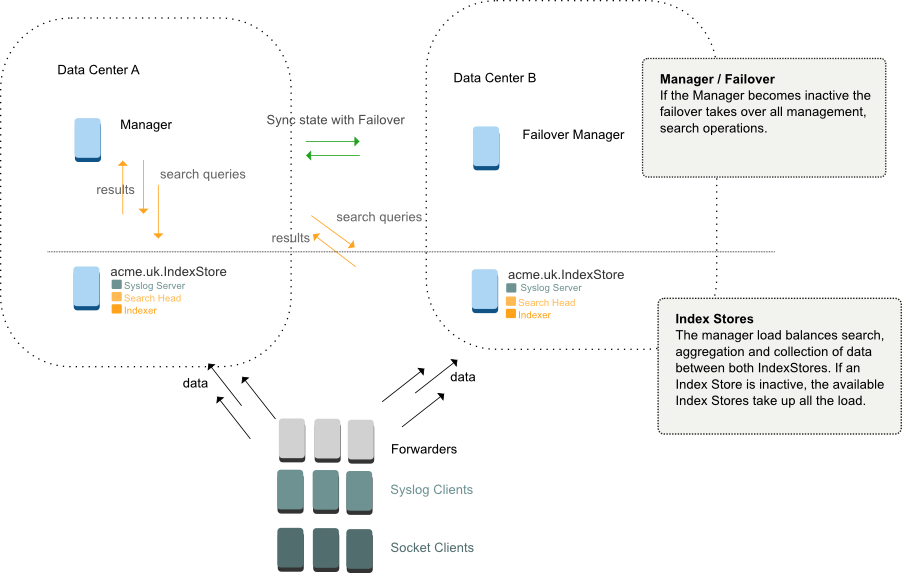 Data Center A
Data Center B
Manager / Failover
If the Manager becomes inactive the
failover takes over all management,
search operations.
Manager
Sync state with Failover
Failover Manager
search queries
results
search queries
results
acme.uk.IndexStore
Syslog Server
Search Head
Indexer
acme.uk.IndexStore
Syslog Server
Search Head
Indexer
Index Stores
The manager load balances search,
aggregation and collection of data
between both IndexStores. If an
Index Store is inactive, the available
Index Stores take up all the load.
data
data
Forwarders
Syslog Clients
Socket Clients